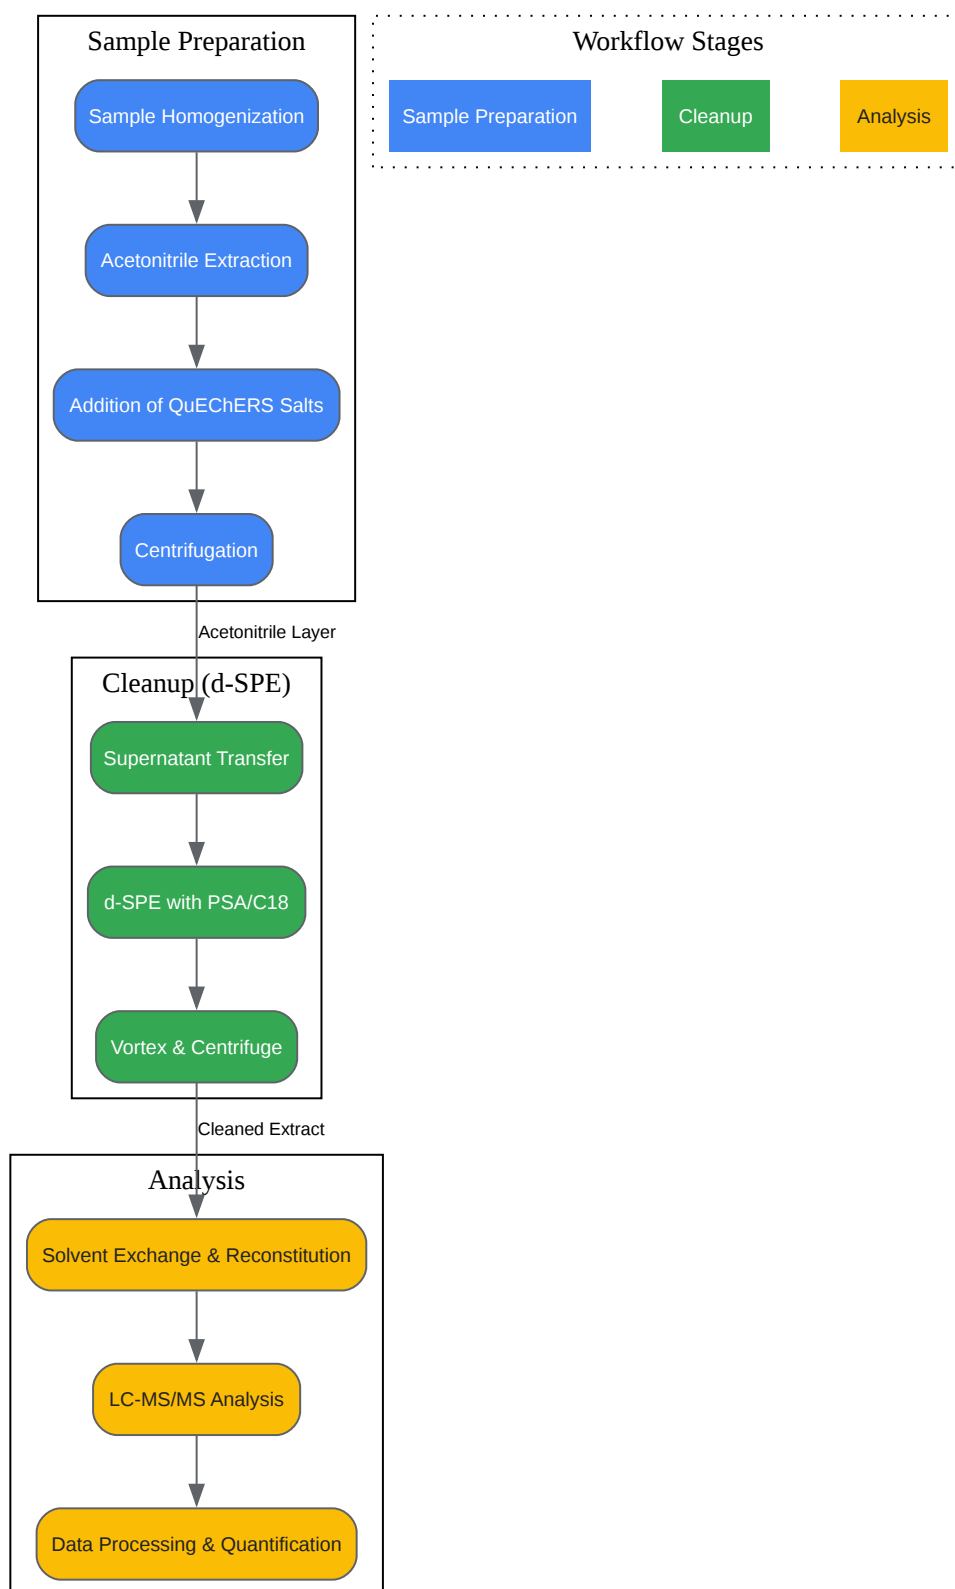 Sample Preparation
Sample Homogenization
Acetonitrile Extraction
Addition of QuEChERS Salts
Centrifugation
Acetonitrile Layer
Cleanup (d-SPE)
Supernatant Transfer
d-SPE with PSA/C18
Vortex & Centrifuge
Cleaned Extract
Analysis
Solvent Exchange & Reconstitution
LC-MS/MS Analysis
Data Processing & Quantification
Workflow Stages
Sample Preparation
Cleanup
Analysis